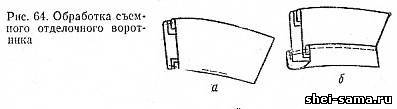 Рис. 64. Обработка съем-
ного отделочного ворот-
ника
а
б
shei-sama.ru